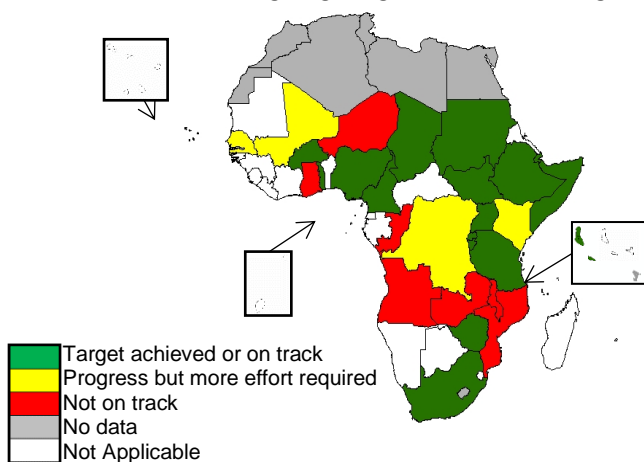 Target achieved or on track
Progress but more effort required
Not on track
No data
Not Applicable